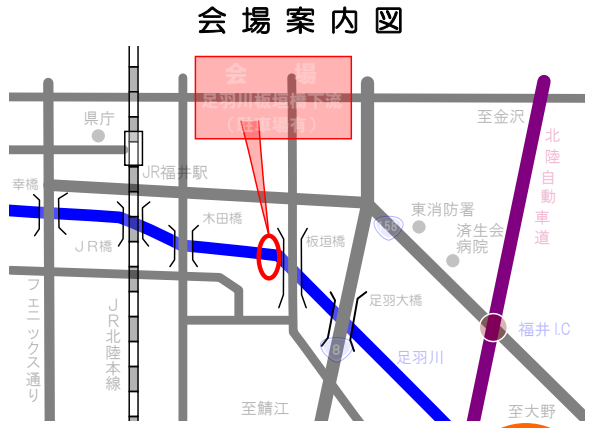 会場案内図
会　場
足羽川板垣橋下流
（駐車場有）
県庁
至金沢
北陸自動車道
JR福井駅
幸橋
木田橋
東消防署
158
済生会
病院
JR橋
板垣橋
フェニックス通り
JR北陸本線
足羽大橋
福井I.C
8
足羽川
至鯖江
至大野